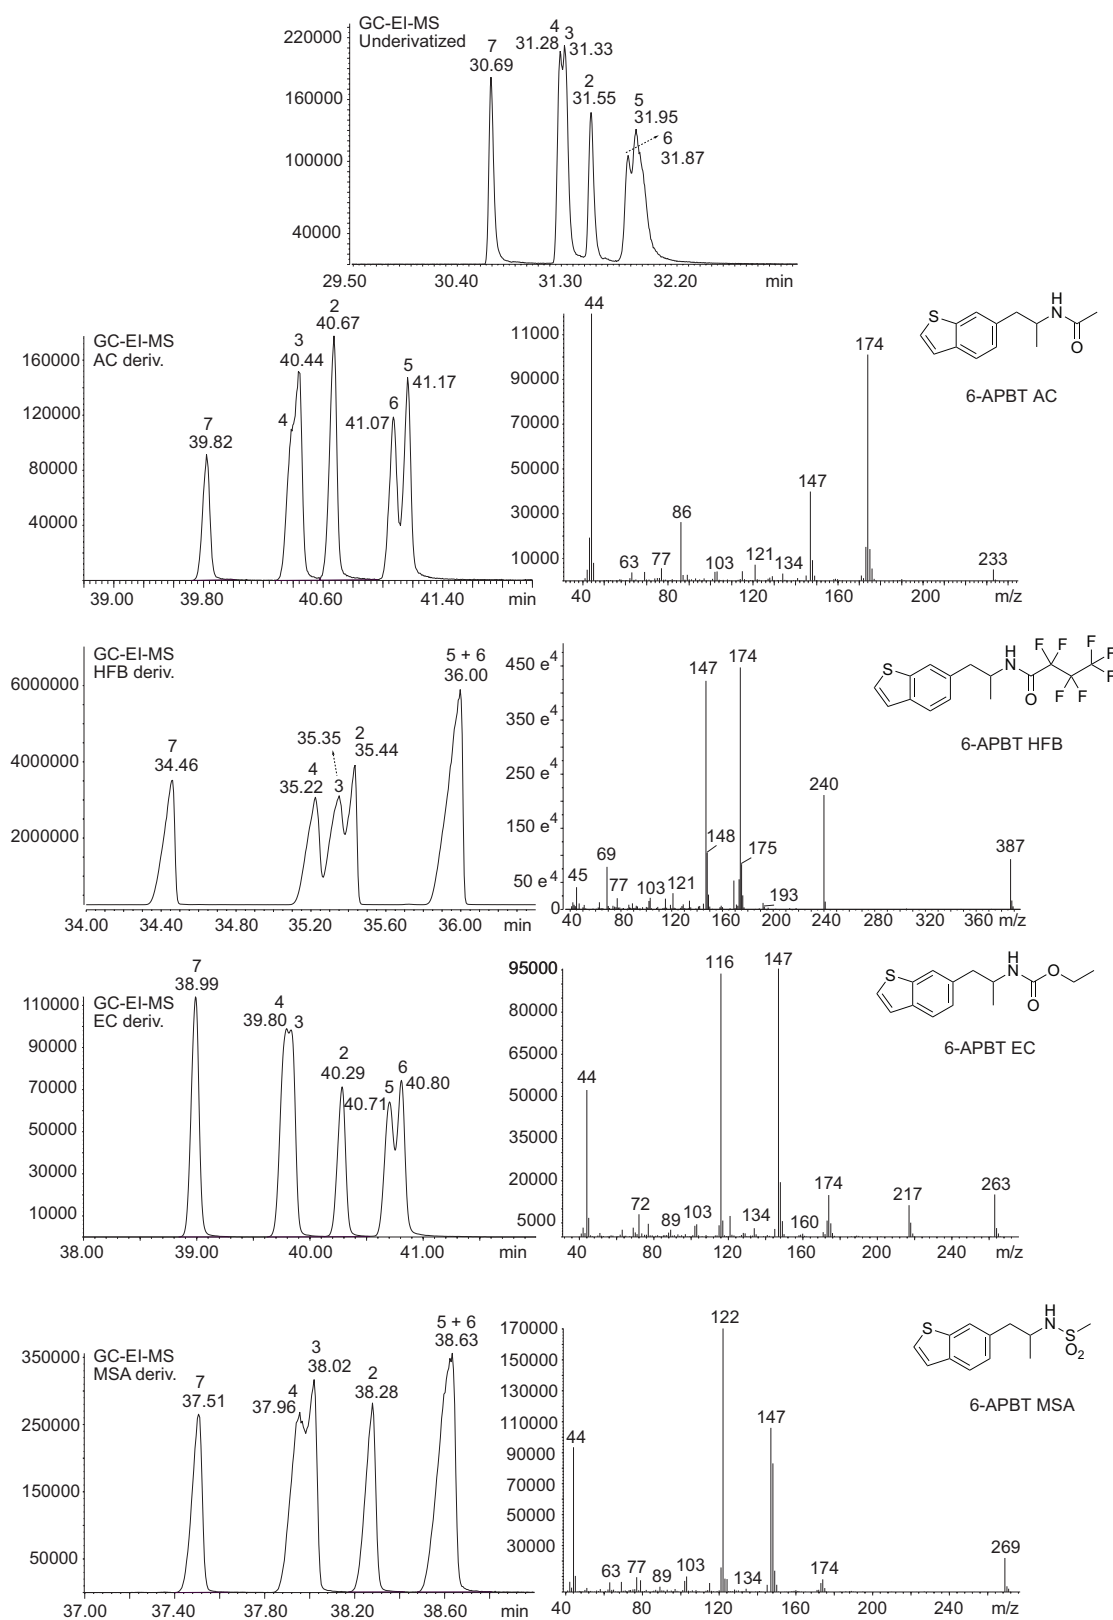 GC-EI-MS
Underivatized
220000
160000
100000
40000
7
30.69
4 3
31.28 31.33
2
31.55
5
31.95
6
31.87
29.50 30.40 31.30 32.20 min
GC-EI-MS
AC deriv.
160000
120000
80000
40000
7
39.82
4
3
40.44
2
40.67
6
41.07
5
41.17
39.00 39.80 40.60 41.40 min
110000
90000
70000
50000
30000
10000
44
63
77
86
103
121
134
147
174
233
40 80 120 160 200 m/z
S
H
N
O
6-APBT AC
GC-EI-MS
HFB deriv.
6000000
4000000
2000000
7
34.46
4
35.22
35.35
3
2
35.44
5 + 6
36.00
34.00 34.40 34.80 35.20 35.60 36.00 min
450 e4
350 e4
250 e4
150 e4
50 e4
45
69
77
103
121
147
148
174
175
193
240
387
40 80 120 160 200 240 280 320 360 m/z
S
H
N
O
F F F F F F F
6-APBT HFB
GC-EI-MS
EC deriv.
110000
90000
70000
50000
30000
10000
7
38.99
4
39.80 3
2
40.29
5
40.71
6
40.80
38.00 39.00 40.00 41.00 min
95000
85000
65000
50000
35000
20000
5000
44
72
89
103
116
134
147
160
174
217
263
40 80 120 160 200 240 m/z
S
H
N
O
O
6-APBT EC
GC-EI-MS
MSA deriv.
350000
250000
150000
50000
7
37.51
4
37.96
3
38.02
2
38.28
5 + 6
38.63
37.00 37.40 37.80 38.20 38.60 min
170000
150000
130000
110000
90000
70000
50000
30000
44
63
77
89
103
122
134
147
174
269
40 80 120 160 200 240 m/z
S
H
N
S
O2
6-APBT MSA